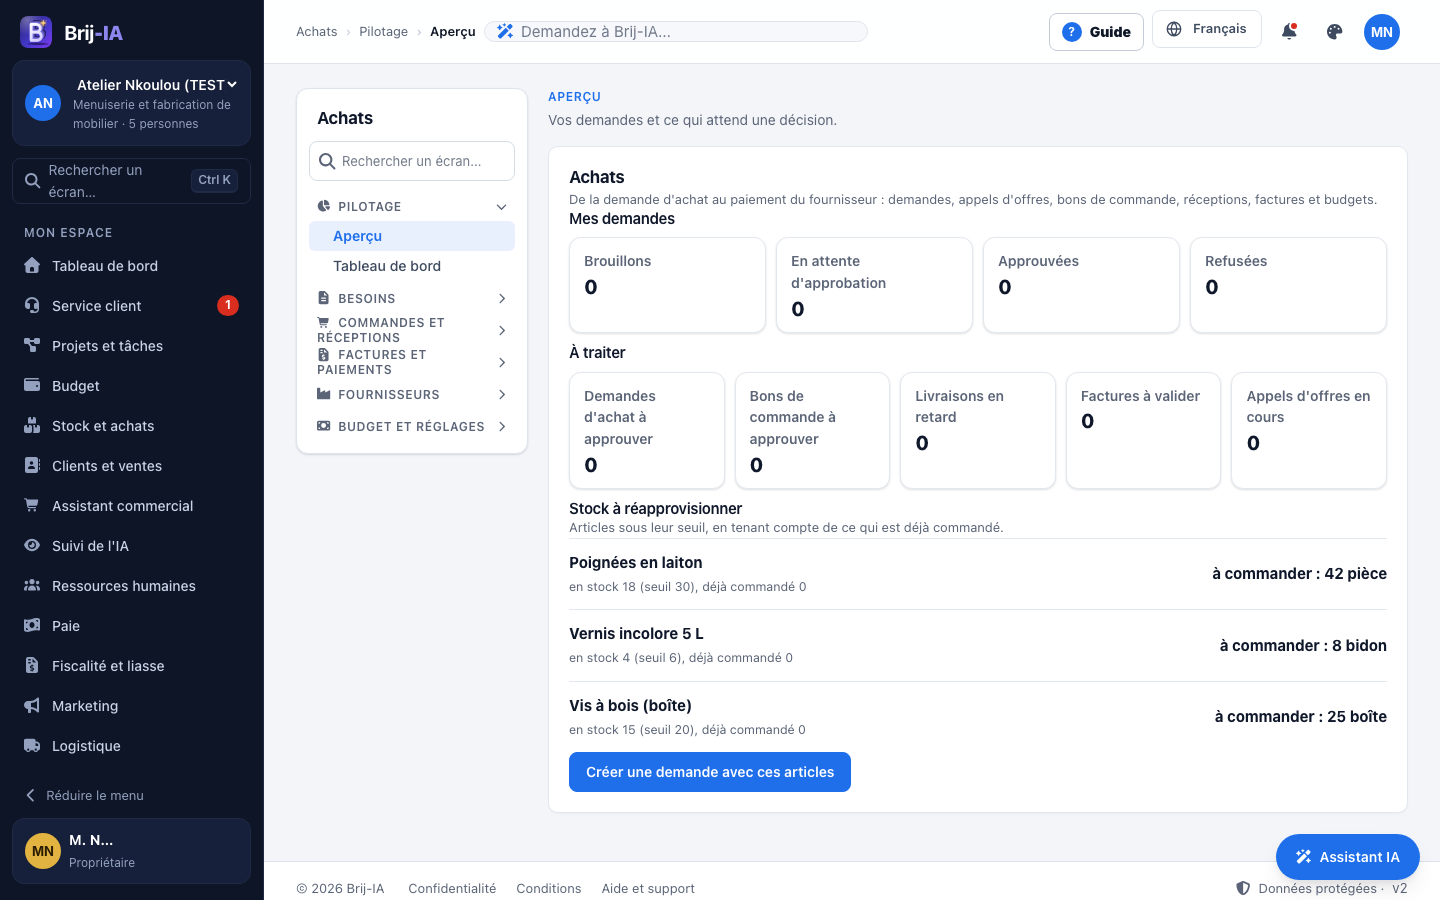 Brij-IA
AN
Atelier Nkoulou (TEST
Menuiserie et fabrication de
mobilier · 5 personnes
Rechercher un
écran...
Ctrl K
MON ESPACE
Tableau de bord
Service client
1
Projets et tâches
Budget
Stock et achats
Clients et ventes
Assistant commercial
Suivi de l'IA
Ressources humaines
Paie
Fiscalité et liasse
Marketing
Logistique
Réduire le menu
MN
M. N...
Propriétaire
Achats › Pilotage › Aperçu
Demandez à Brij-IA...
? Guide
Français
MN
Achats
Rechercher un écran...
PILOTAGE
Aperçu
Tableau de bord
BESOINS
COMMANDES ET
RÉCEPTIONS
FACTURES ET
PAIEMENTS
FOURNISSEURS
BUDGET ET RÉGLAGES
APERÇU
Vos demandes et ce qui attend une décision.
Achats
De la demande d'achat au paiement du fournisseur : demandes, appels d'offres, bons de commande, réceptions, factures et budgets.
Mes demandes
Brouillons
0
En attente
d'approbation
0
Approuvées
0
Refusées
0
À traiter
Demandes
d'achat à
approuver
0
Bons de
commande à
approuver
0
Livraisons en
retard
0
Factures à valider
0
Appels d'offres en
cours
0
Stock à réapprovisionner
Articles sous leur seuil, en tenant compte de ce qui est déjà commandé.
Poignées en laiton
en stock 18 (seuil 30), déjà commandé 0
à commander : 42 pièce
Vernis incolore 5 L
en stock 4 (seuil 6), déjà commandé 0
à commander : 8 bidon
Vis à bois (boîte)
en stock 15 (seuil 20), déjà commandé 0
à commander : 25 boîte
Créer une demande avec ces articles
Assistant IA
© 2026 Brij-IA
Confidentialité
Conditions
Aide et support
Données protégées · v2